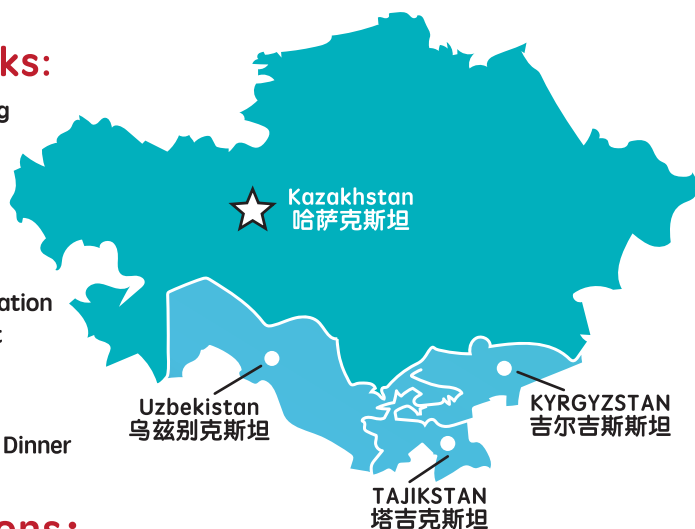 ks:
g
Kazakhstan
哈萨克斯坦
ation
Uzbekistan
乌兹别克斯坦
KYRGYZSTAN
吉尔吉斯斯坦
Dinner
TAJIKSTAN
塔吉克斯坦
ons: